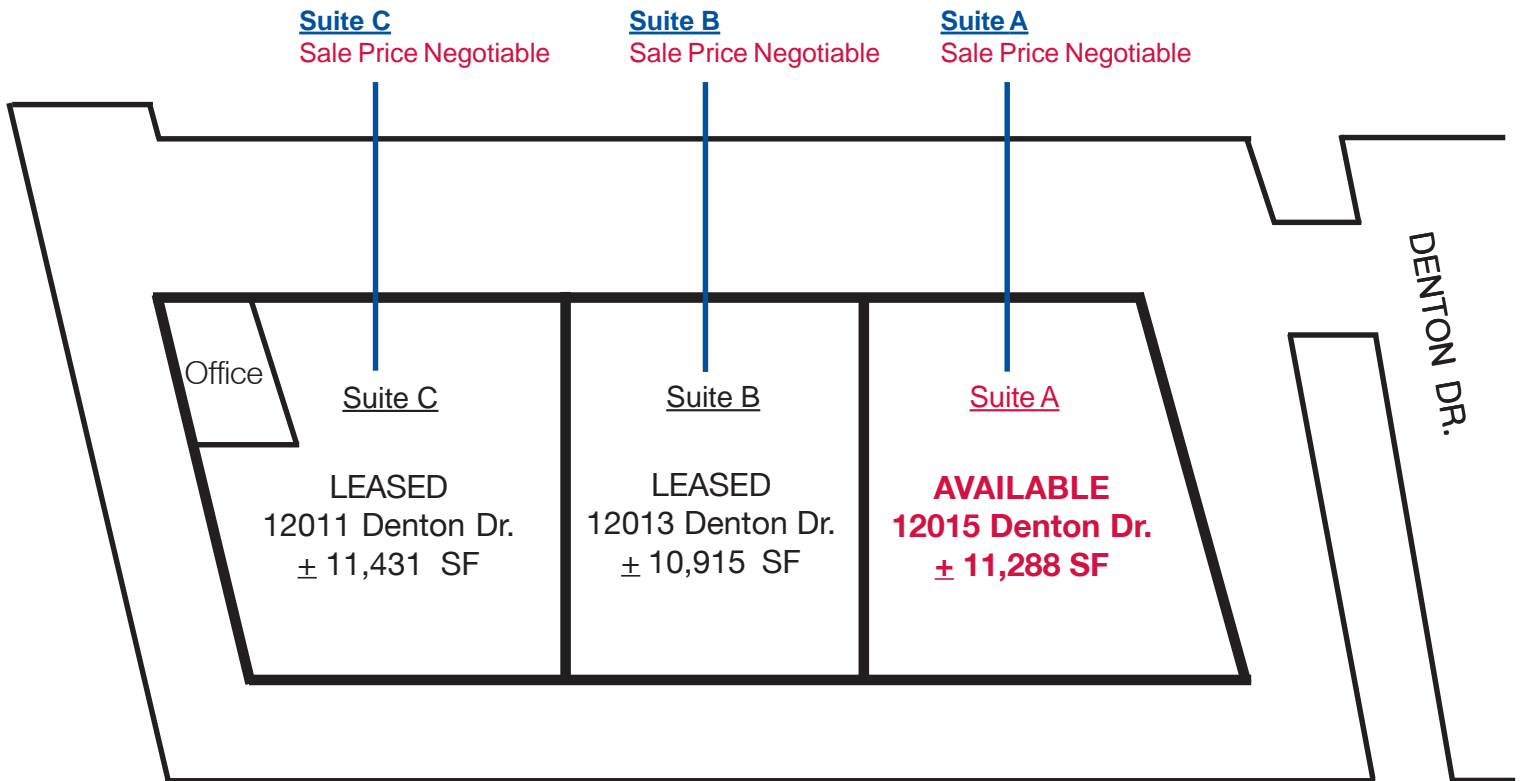 Suite C
Sale Price Negotiable
Suite B
Sale Price Negotiable
Suite A
Sale Price Negotiable
Office
Suite C
LEASED
12011 Denton Dr.
± 11,431 SF
Suite B
LEASED
12013 Denton Dr.
± 10,915 SF
Suite A
AVAILABLE
12015 Denton Dr.
± 11,288 SF
DENTON DR.